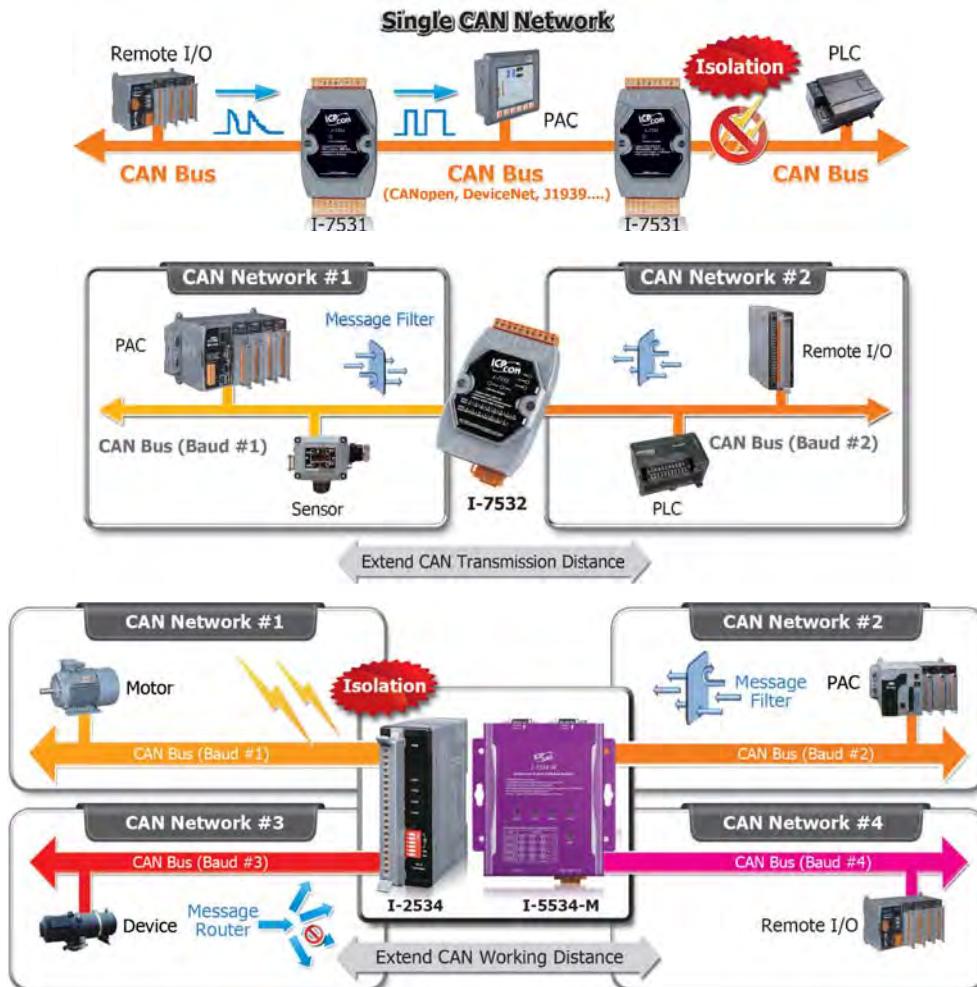 Single CAN Network
Remote I/O
PAC
Isolation
PLC
CAN Bus
CAN Bus
(CANopen, DeviceNet, J1939....)
CAN Bus
ICP CON
I-7531
I-7531
CAN Network #1
CAN Network #2
PAC
Message Filter
ICP CON
Remote I/O
CAN Bus (Baud #1)
CAN Bus (Baud #2)
Sensor
I-7532
PLC
Extend CAN Transmission Distance
CAN Network #1
CAN Network #2
Motor
Isolation
Message
Filter
PAC
CAN Bus (Baud #1)
CAN Bus (Baud #2)
CAN Network #3
CAN Network #4
CAN Bus (Baud #3)
CAN Bus (Baud #4)
Device
Message
Router
I-2534
I-5534-M
Remote I/O
Extend CAN Working Distance